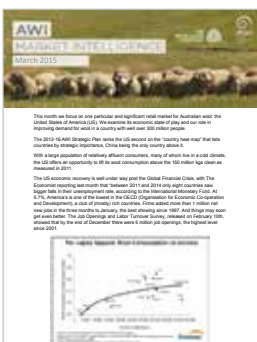 AWI
MARKET INTELLIGENCE
March 2015
This month we focus on one particular and significant retail market for Australian wool: the
United States of America (US). We examine its economic state of play and our role in
improving demand for wool in a country with well over 300 million people.
The 2013-16 AWI Strategic Plan ranks the US second on the "country heat map" that lists
countries by strategic importance. China being the only country above it.
With a large population of relatively affluent consumers, many of whom live in a cold climate,
the US offers an opportunity to lift its wool consumption above the 150 million kgs clean as
measured in 2011.
The US economic recovery is well under way post the Global Financial Crisis, with The
Economist reporting last month that "between 2011 and 2014 only eight countries saw
bigger falls in their unemployment rate, according to the International Monetary Fund. At
5.7%, America's is one of the lowest in the OECD (Organisation for Economic Co-operation
and Development), a club of (mostly) rich countries. Firms added more than 1 million net
new jobs in the three months to January, the best showing since 1997. And things may soon
get even better. The Job Openings and Labor Turnover Survey, released on February 10th,
showed that by the end of December there were 5 million job openings, the highest level
since 2001.